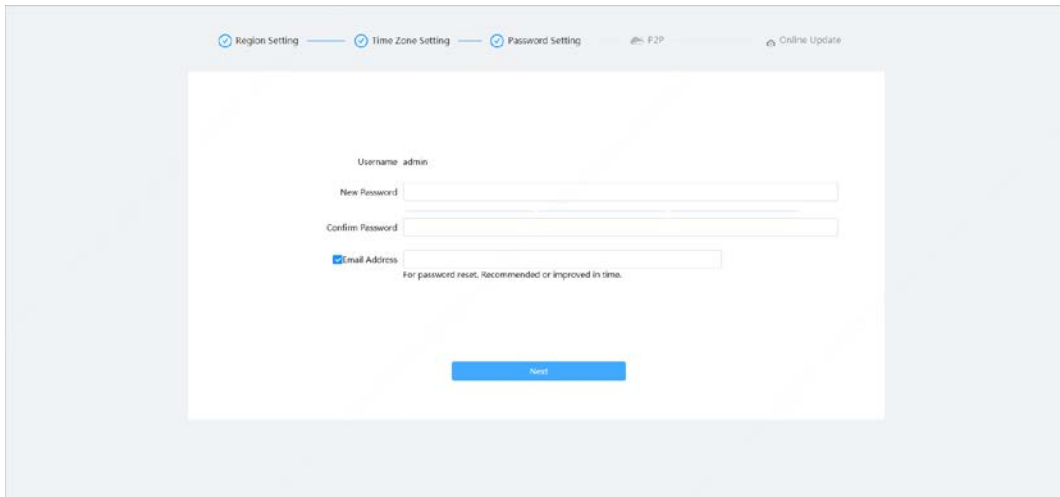 Region Setting Time Zone Setting Password Setting P2P Online Update
Username admin
New Password
Confirm Password
Email Address
For password reset. Recommended or improved in time.
Next